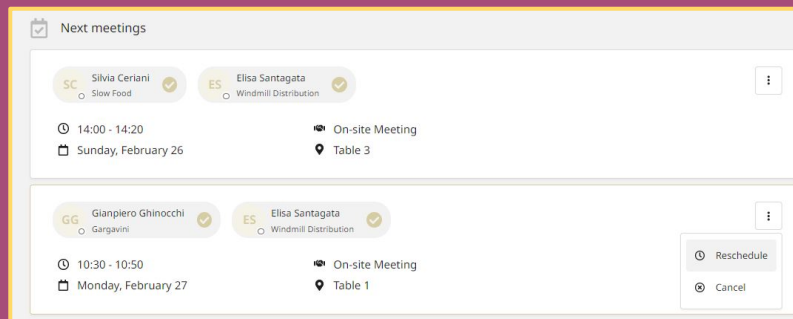 Next meetings
SC Silvia Ceriani
Slow Food
ES Elisa Santagata
Windmill Distribution
14:00 - 14:20
On-site Meeting
Sunday, February 26
Table 3
GG Gianpiero Ghinocchi
Gargavini
ES Elisa Santagata
Windmill Distribution
10:30 - 10:50
On-site Meeting
Monday, February 27
Table 1
Reschedule
Cancel